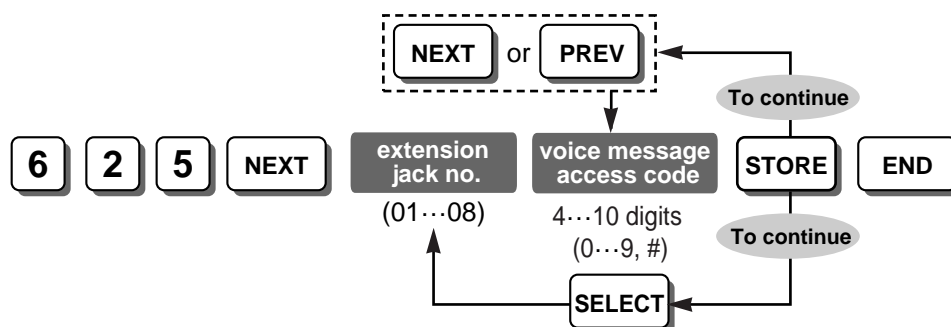 NEXT or PREV
To continue
6 2 5 NEXT
extension
jack no.
voice message
access code
STORE END
(01···08)
4···10 digits
(0···9, #)
To continue
SELECT